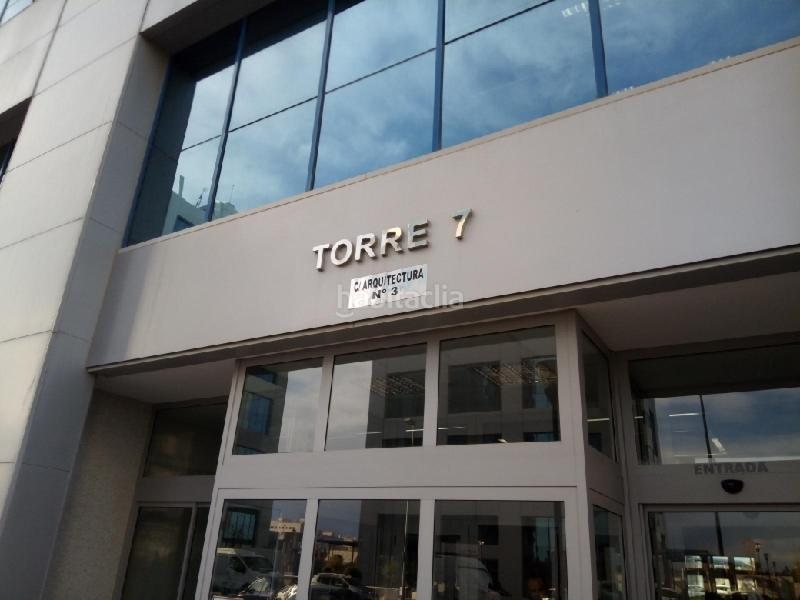 TORRE 7
C/ ARQUITECTURA
Nº 3
habitaclia
ENTRADA